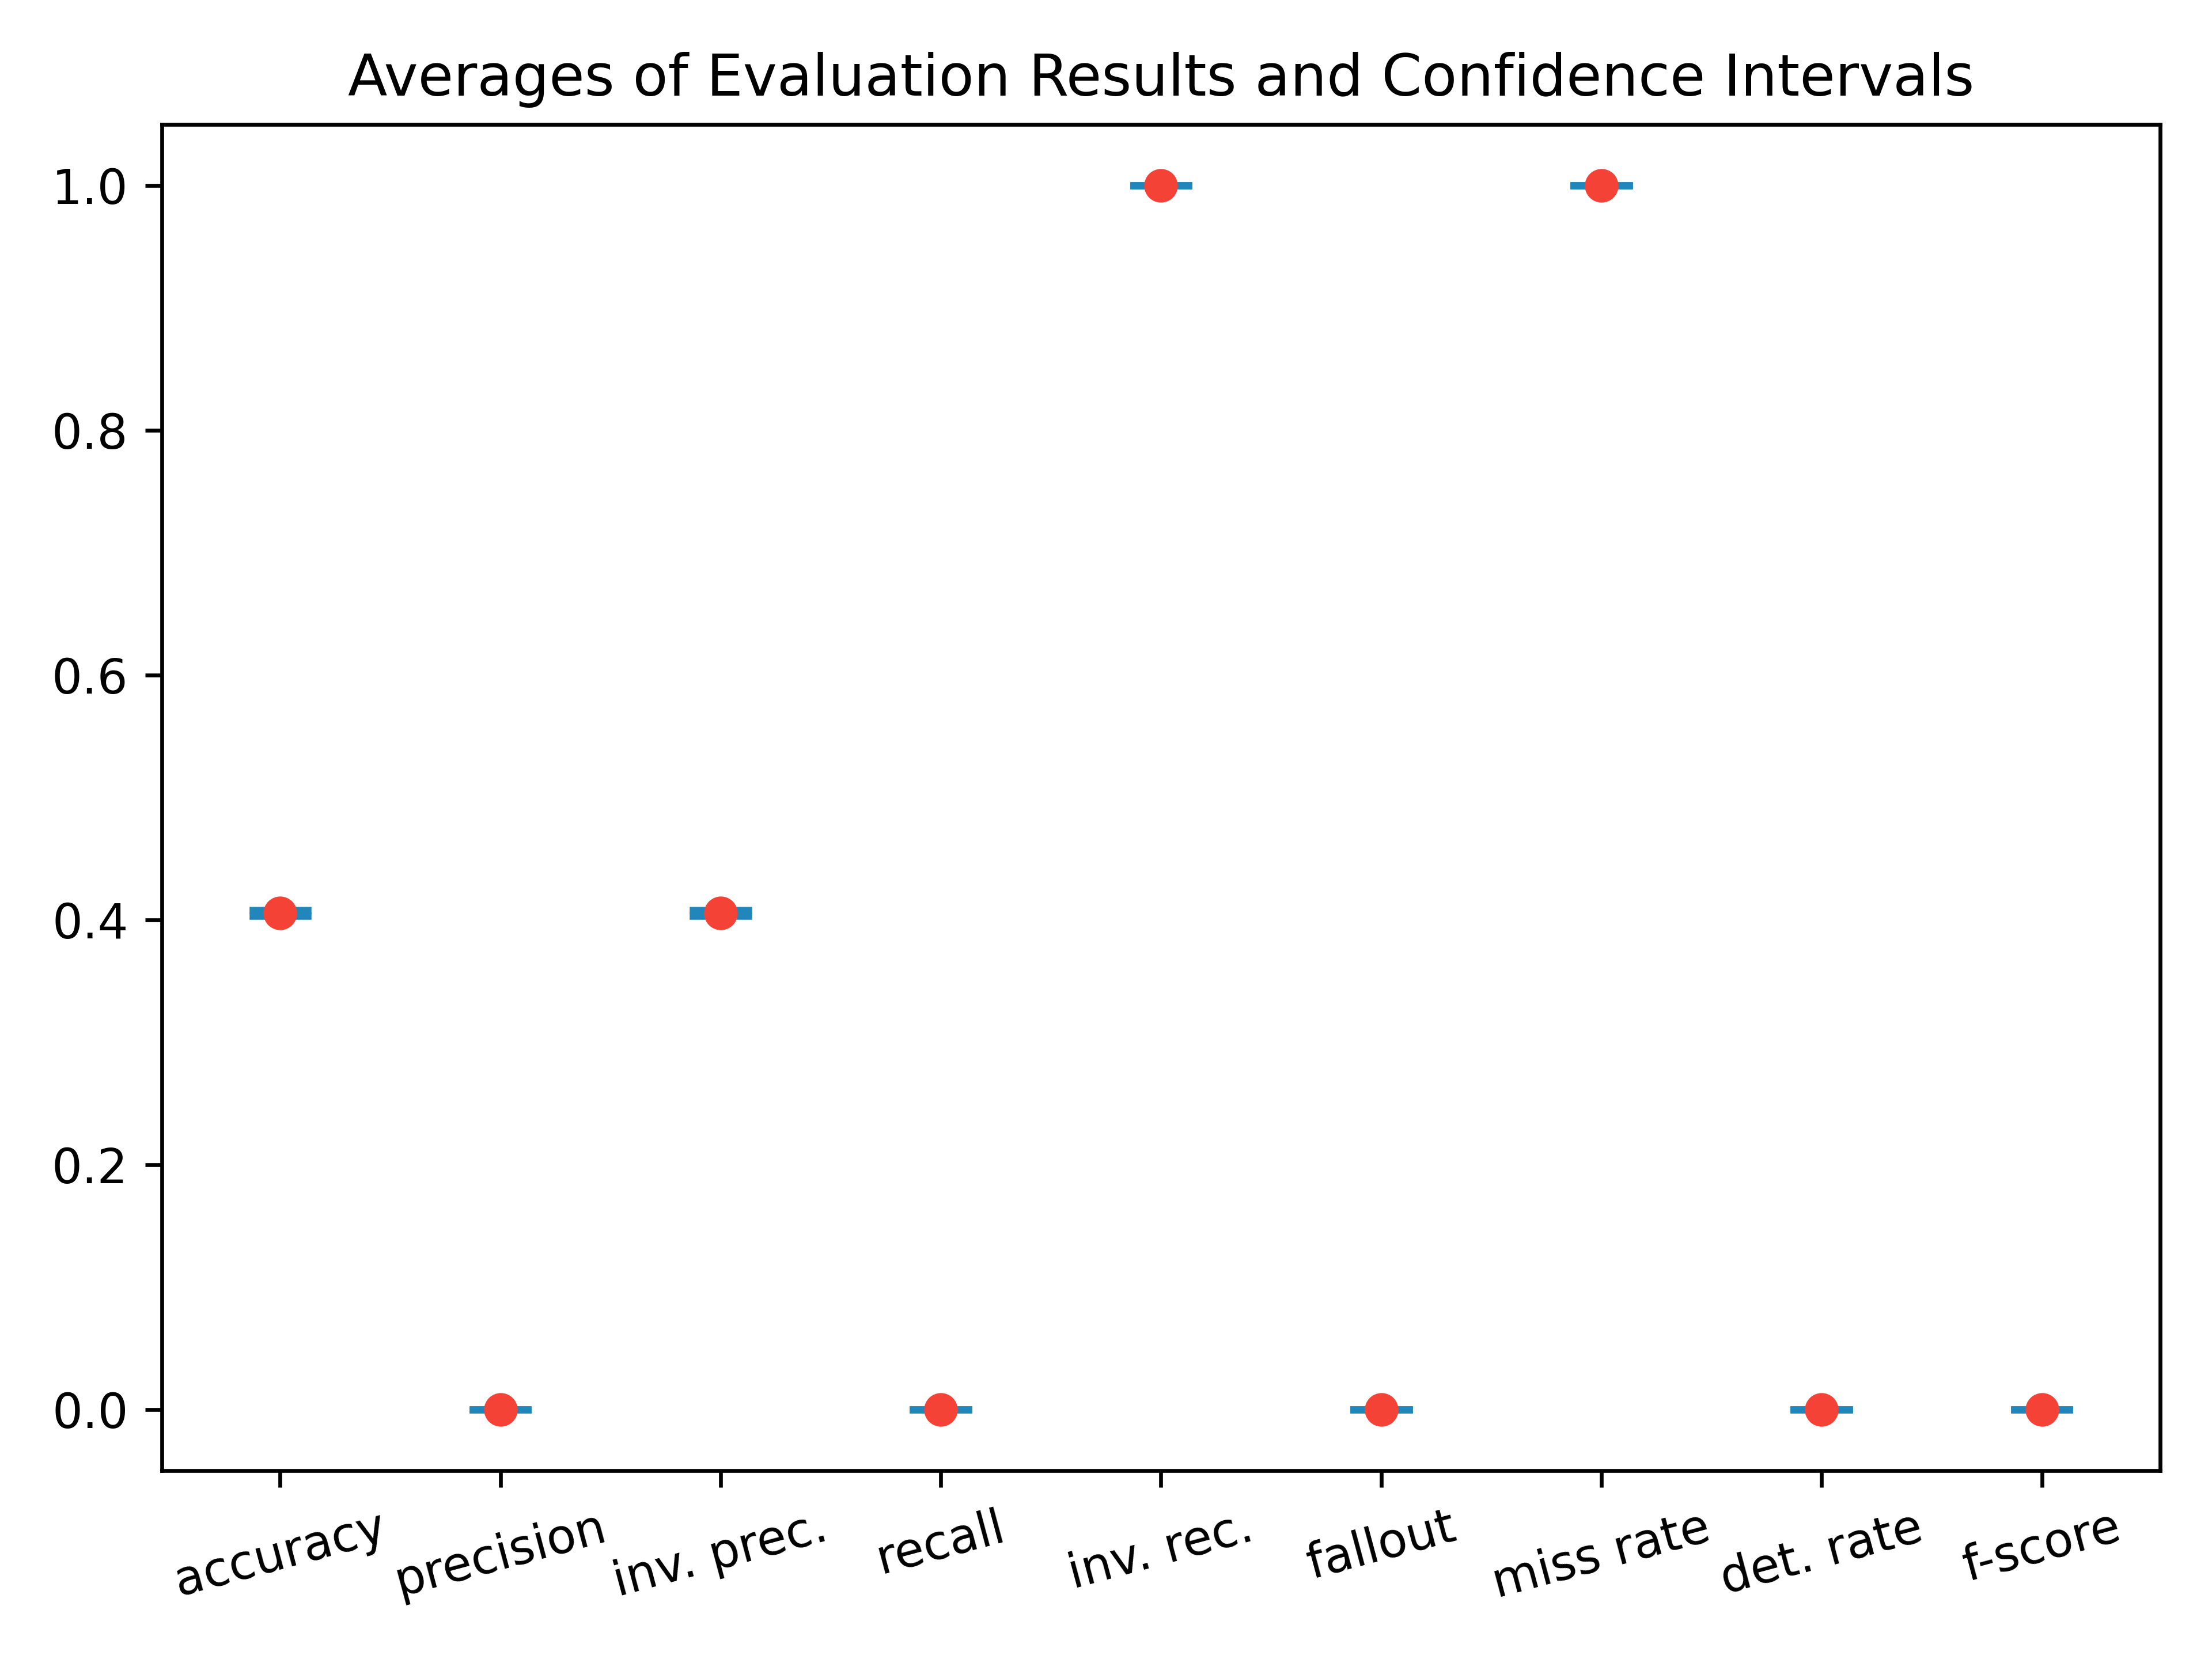 Averages of Evaluation Results and Confidence Intervals
1.0
0.8
0.6
0.4
0.2
0.0
accuracy
precision
inv. prec.
recall
inv. rec.
fallout
miss rate
det. rate
f-score